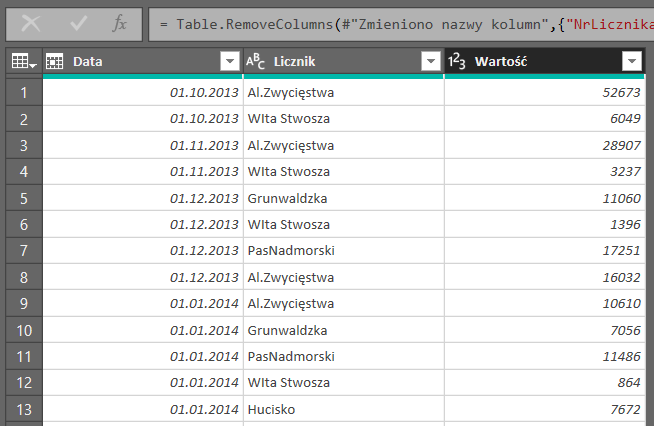 fx = Table.RemoveColumns(#"Zmieniono nazwy kolumn",{"NrLicznika
Data ABC Licznik 123 Wartość
1 01.10.2013 Al.Zwycięstwa 52673
2 01.10.2013 WIta Stwosza 6049
3 01.11.2013 Al.Zwycięstwa 28907
4 01.11.2013 WIta Stwosza 3237
5 01.12.2013 Grunwaldzka 11060
6 01.12.2013 WIta Stwosza 1396
7 01.12.2013 PasNadmorski 17251
8 01.12.2013 Al.Zwycięstwa 16032
9 01.01.2014 Al.Zwycięstwa 10610
10 01.01.2014 Grunwaldzka 7056
11 01.01.2014 PasNadmorski 11486
12 01.01.2014 WIta Stwosza 864
13 01.01.2014 Hucisko 7672